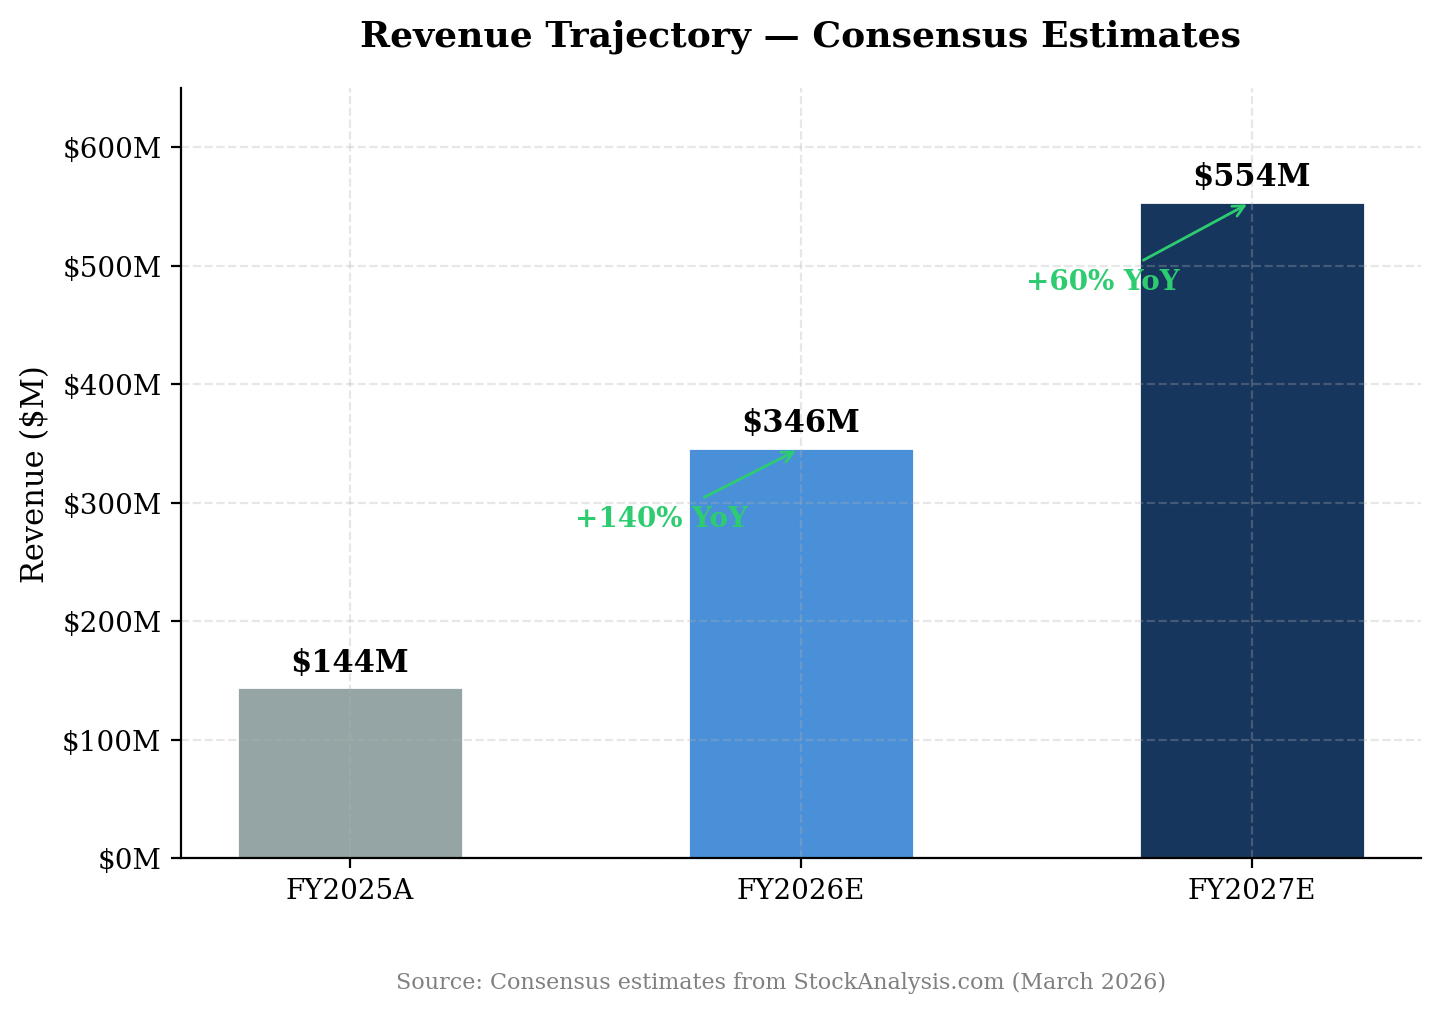 Revenue Trajectory — Consensus Estimates
$600M
$500M
$400M
$300M
$200M
$100M
$0M
Revenue ($M)
$144M
$346M
$554M
+140% YoY
+60% YoY
FY2025A
FY2026E
FY2027E
Source: Consensus estimates from StockAnalysis.com (March 2026)